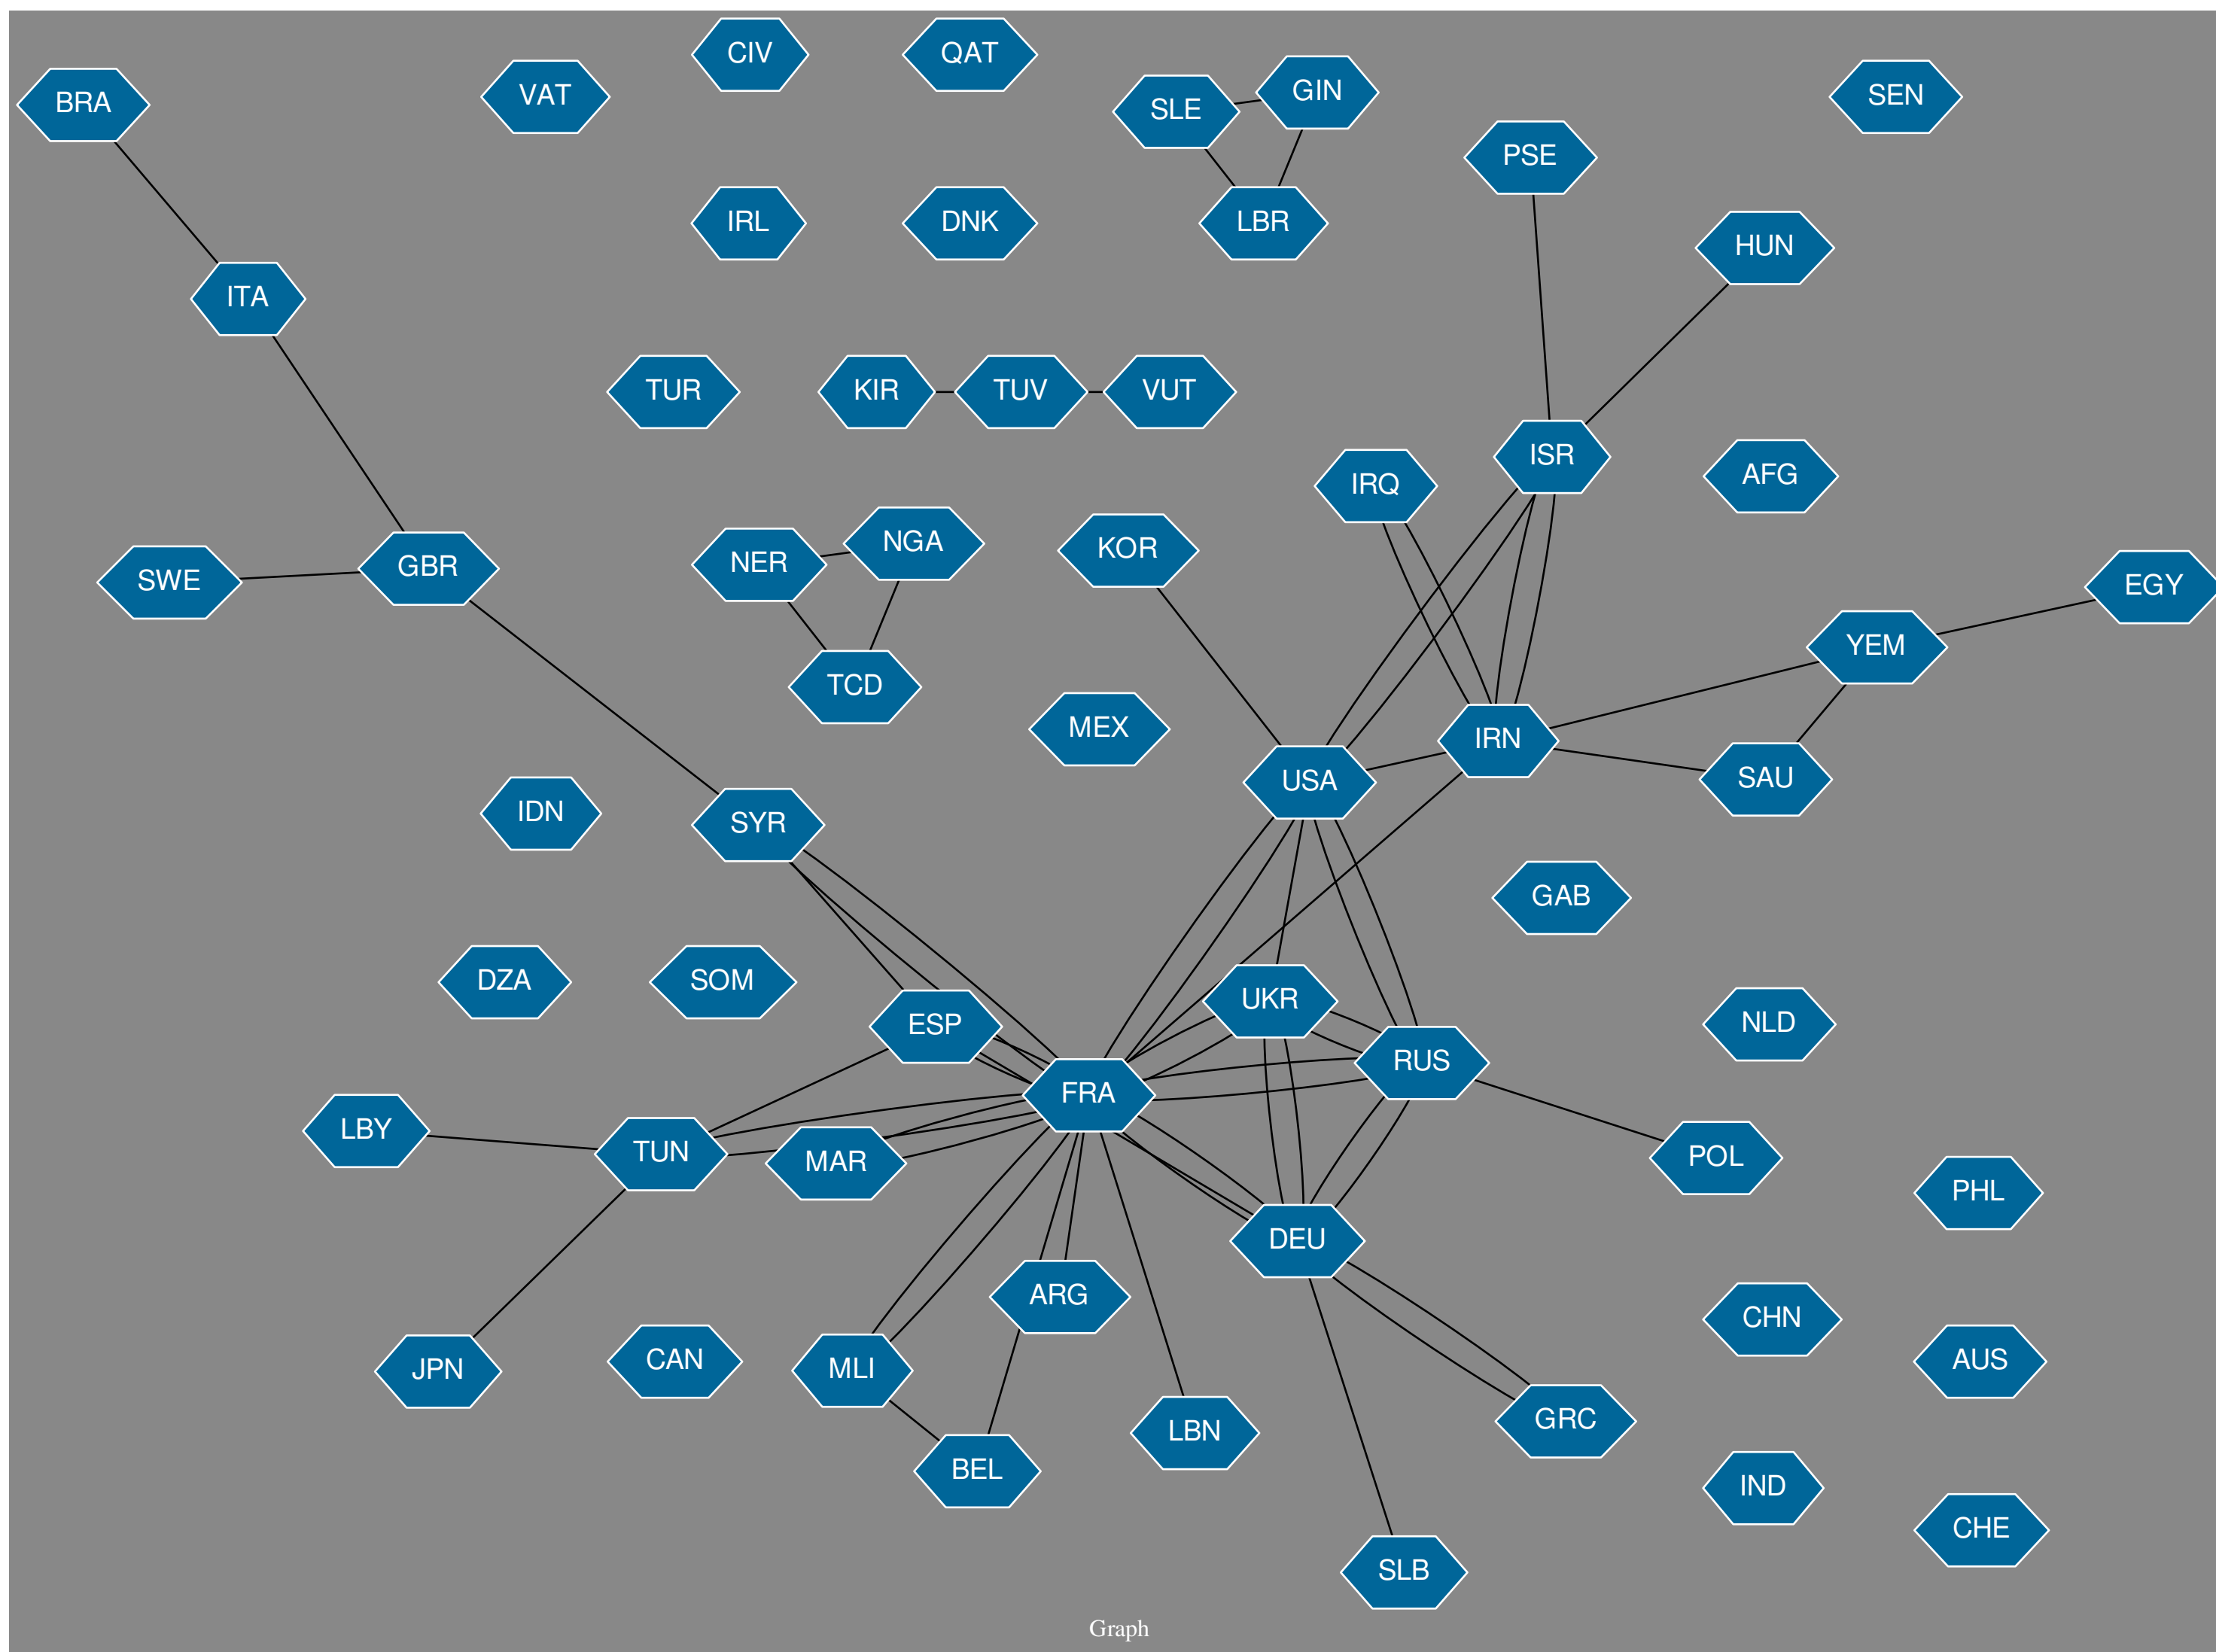 CIV
QAT
GIN
BRA
VAT
SLE
SEN
PSE
IRL
DNK
LBR
HUN
ITA
TUR
KIR
TUV
VUT
ISR
AFG
IRQ
NGA
KOR
NER
GBR
SWE
EGY
YEM
TCD
MEX
IRN
USA
SAU
IDN
SYR
GAB
DZA
SOM
UKR
NLD
ESP
RUS
FRA
LBY
TUN
MAR
POL
PHL
DEU
ARG
CHN
JPN
CAN
MLI
AUS
GRC
LBN
BEL
IND
CHE
SLB
Graph